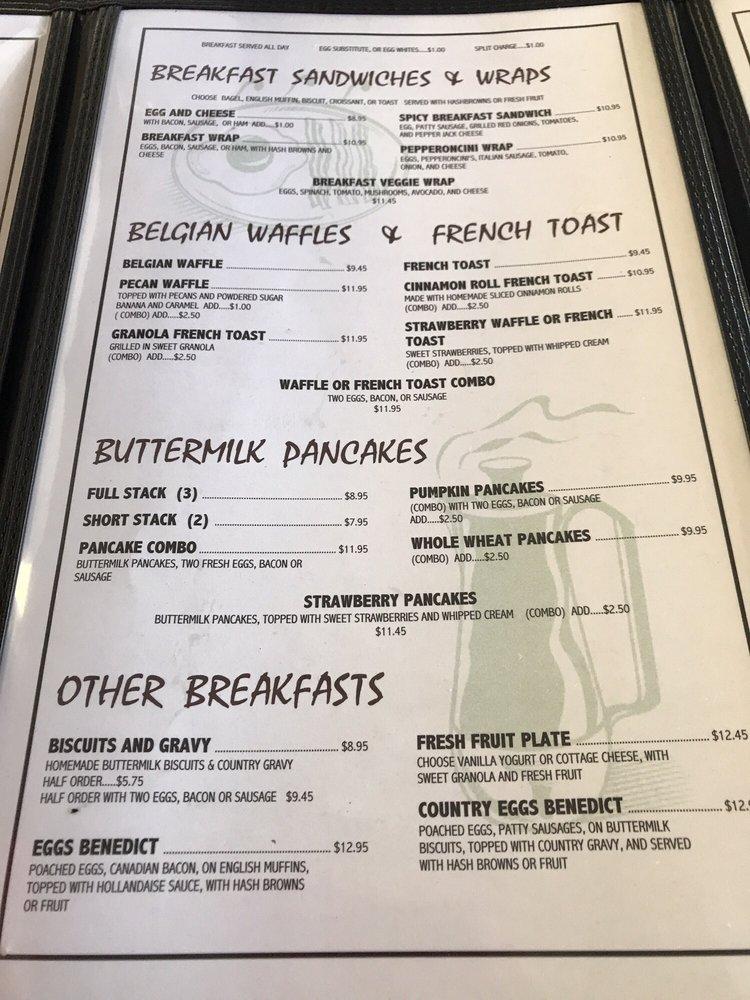 BREAKFAST SERVED ALL DAY EGG SUBSTITUTE, OR EGG WHITES....$1.00 SPLIT CHARGE....$1.00
BREAKFAST SANDWICHES & WRAPS
CHOOSE BAGEL, ENGLISH MUFFIN, BISCUIT, CROISSANT, OR TOAST SERVED WITH HASHBROWNS OR FRESH FRUIT
EGG AND CHEESE ........ $8.95
WITH BACON, SAUSAGE, OR HAM ADD....$1.00
BREAKFAST WRAP ........ $10.95
EGGS, BACON, SAUSAGE, OR HAM, WITH HASH BROWNS AND
CHEESE
SPICY BREAKFAST SANDWICH ........ $10.95
EGG, PATTY SAUSAGE, GRILLED RED ONIONS, TOMATOES,
AND PEPPER JACK CHEESE
PEPPERONCINI WRAP ........ $10.95
EGGS, PEPPERONCINI'S, ITALIAN SAUSAGE, TOMATO,
ONION, AND CHEESE
BREAKFAST VEGGIE WRAP
EGGS, SPINACH, TOMATO, MUSHROOMS, AVOCADO, AND CHEESE
$11.45
BELGIAN WAFFLES & FRENCH TOAST
BELGIAN WAFFLE ........ $9.45
PECAN WAFFLE ........ $11.95
TOPPED WITH PECANS AND POWDERED SUGAR
BANANA AND CARAMEL ADD....$1.00
( COMBO) ADD.....$2.50
GRANOLA FRENCH TOAST ........ $11.95
GRILLED IN SWEET GRANOLA
(COMBO) ADD.....$2.50
FRENCH TOAST ........ $9.45
CINNAMON ROLL FRENCH TOAST ........ $10.95
MADE WITH HOMEMADE SLICED CINNAMON ROLLS
(COMBO) ADD.....$2.50
STRAWBERRY WAFFLE OR FRENCH ..... $11.95
TOAST
SWEET STRAWBERRIES, TOPPED WITH WHIPPED CREAM
(COMBO) ADD.....$2.50
WAFFLE OR FRENCH TOAST COMBO
TWO EGGS, BACON, OR SAUSAGE
$11.95
BUTTERMILK PANCAKES
FULL STACK (3) ........ $8.95
SHORT STACK (2) ........ $7.95
PANCAKE COMBO ........ $11.95
BUTTERMILK PANCAKES, TWO FRESH EGGS, BACON OR
SAUSAGE
PUMPKIN PANCAKES ........ $9.95
(COMBO) WITH TWO EGGS, BACON OR SAUSAGE
ADD.....$2.50
WHOLE WHEAT PANCAKES ........ $9.95
(COMBO) ADD.....$2.50
STRAWBERRY PANCAKES
BUTTERMILK PANCAKES, TOPPED WITH SWEET STRAWBERRIES AND WHIPPED CREAM (COMBO) ADD.....$2.50
$11.45
OTHER BREAKFASTS
BISCUITS AND GRAVY ........ $8.95
HOMEMADE BUTTERMILK BISCUITS & COUNTRY GRAVY
HALF ORDER.....$5.75
HALF ORDER WITH TWO EGGS, BACON OR SAUSAGE $9.45
EGGS BENEDICT ........ $12.95
POACHED EGGS, CANADIAN BACON, ON ENGLISH MUFFINS,
TOPPED WITH HOLLANDAISE SAUCE, WITH HASH BROWNS
OR FRUIT
FRESH FRUIT PLATE ........ $12.45
CHOOSE VANILLA YOGURT OR COTTAGE CHEESE, WITH
SWEET GRANOLA AND FRESH FRUIT
COUNTRY EGGS BENEDICT ........ $12.
POACHED EGGS, PATTY SAUSAGES, ON BUTTERMILK
BISCUITS, TOPPED WITH COUNTRY GRAVY, AND SERVED
WITH HASH BROWNS OR FRUIT